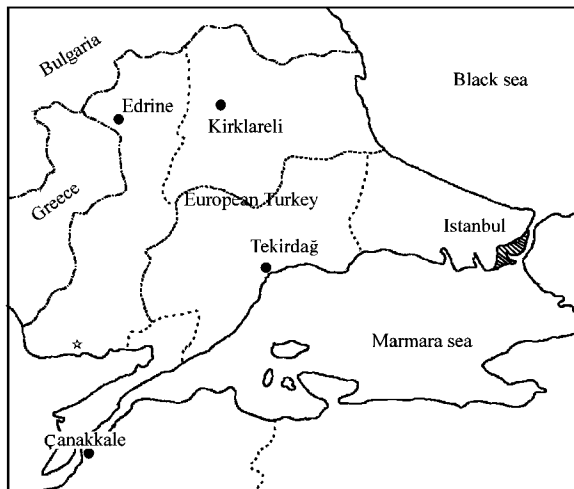 Bulgaria
Black sea
Edrine
Kirklareli
Greece
European Turkey
Istanbul
Tekirdağ
Marmara sea
Çanakkale